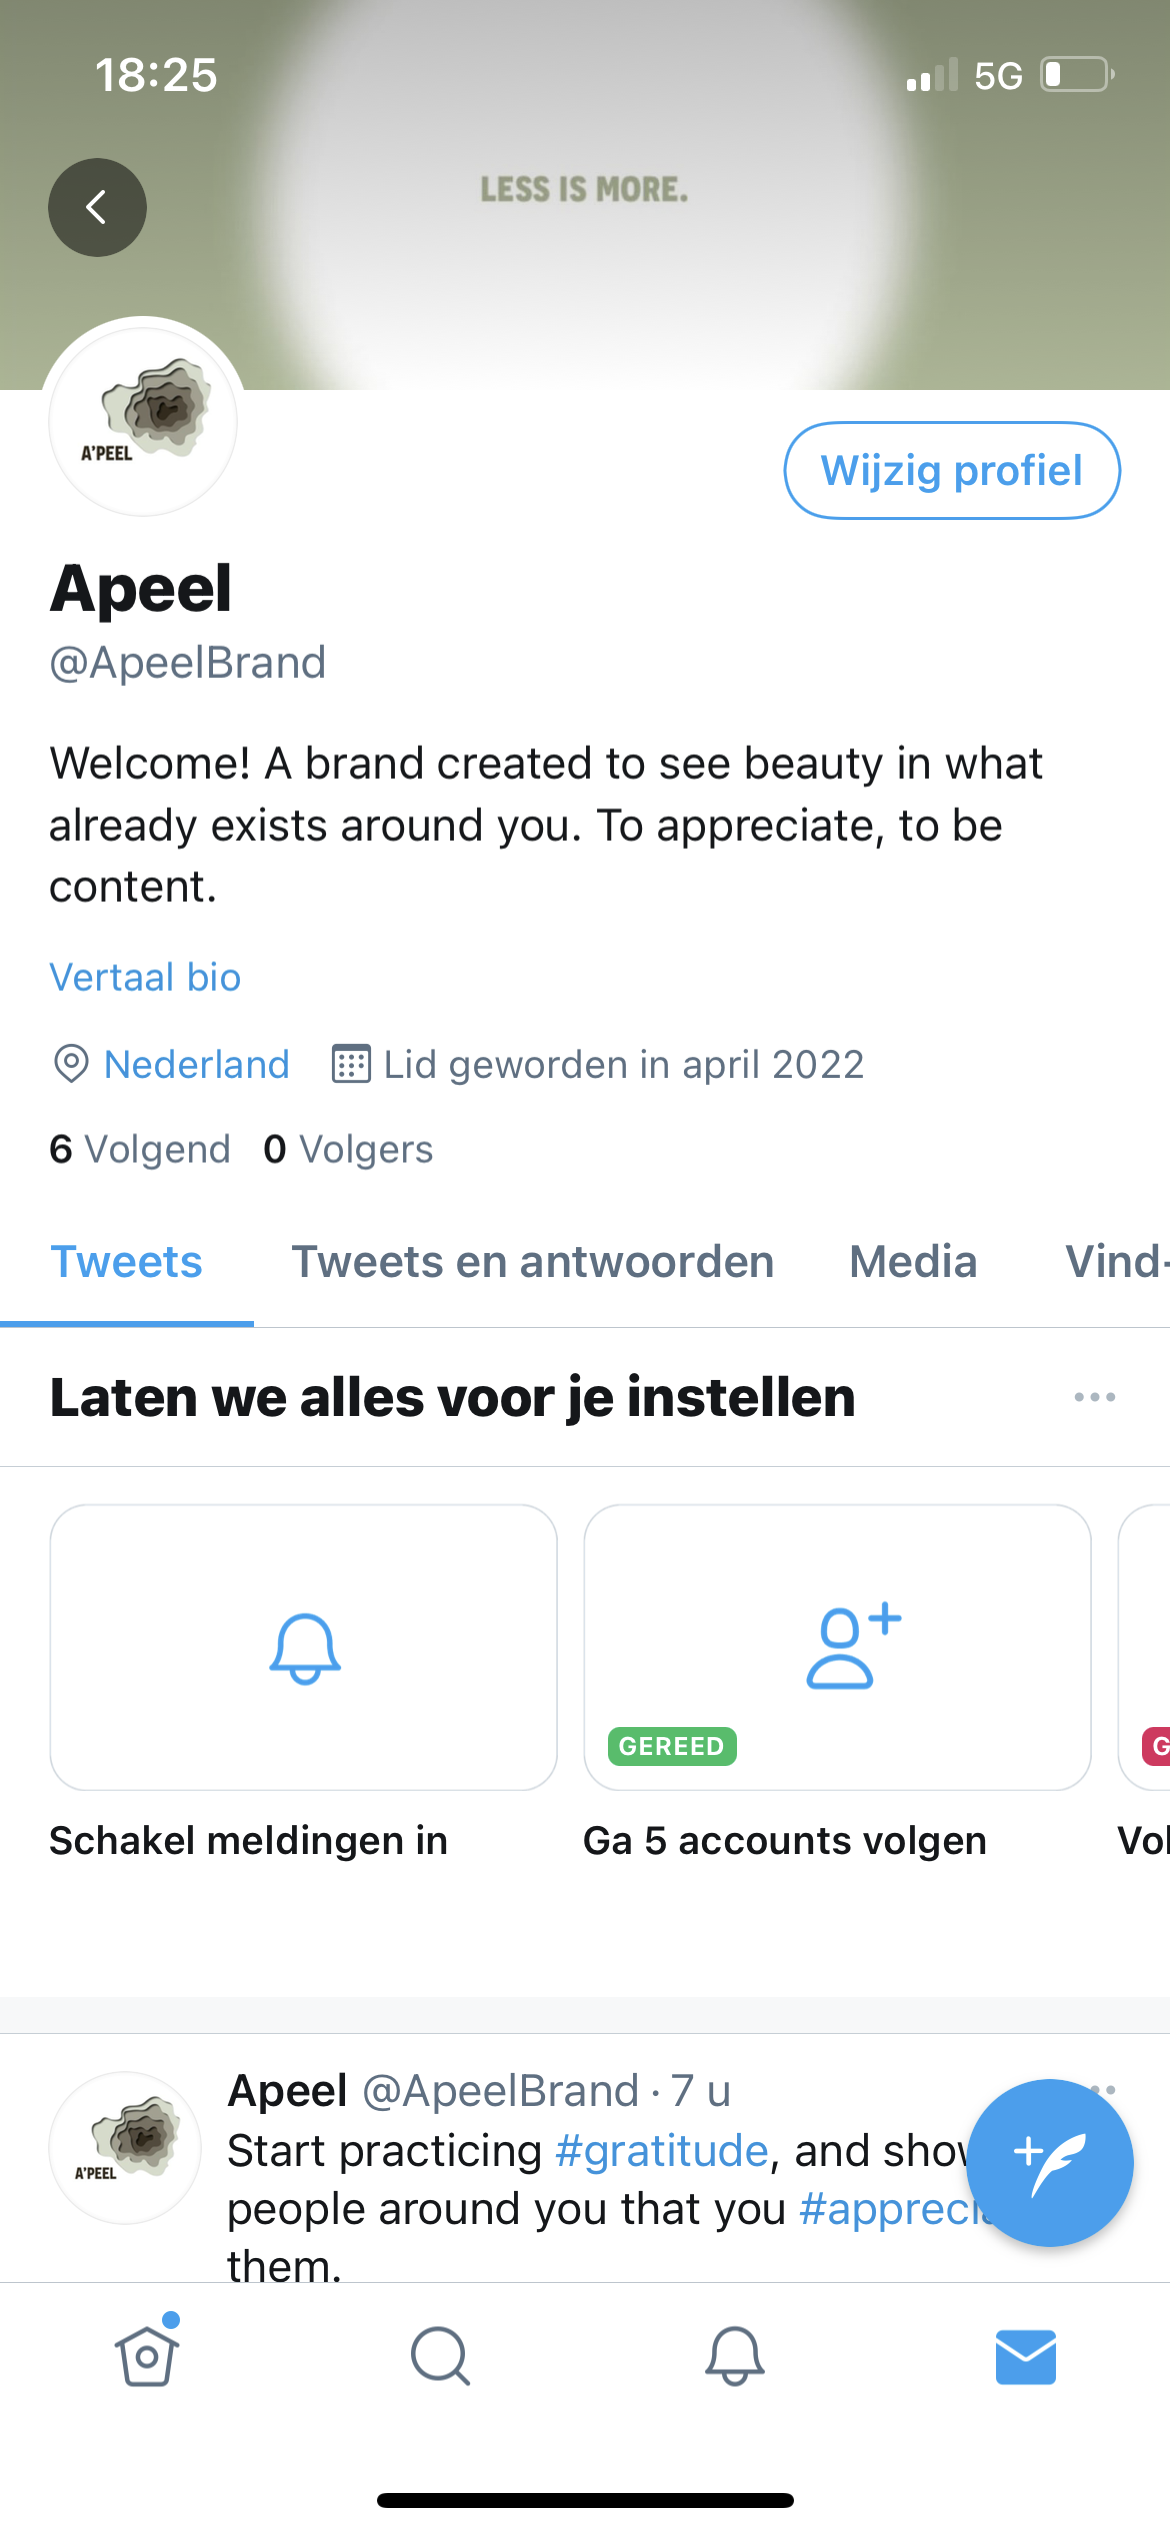 18:25
5G
LESS IS MORE.
A'PEEL
Wijzig profiel
Apeel
@ApeelBrand
Welcome! A brand created to see beauty in what
already exists around you. To appreciate, to be
content.
Vertaal bio
Nederland Lid geworden in april 2022
6 Volgend 0 Volgers
Tweets Tweets en antwoorden Media Vind-
Laten we alles voor je instellen
GEREED
G
Schakel meldingen in Ga 5 accounts volgen Vol
Apeel @ApeelBrand · 7 u
A'PEEL
Start practicing #gratitude, and show
people around you that you #apprecia
them.